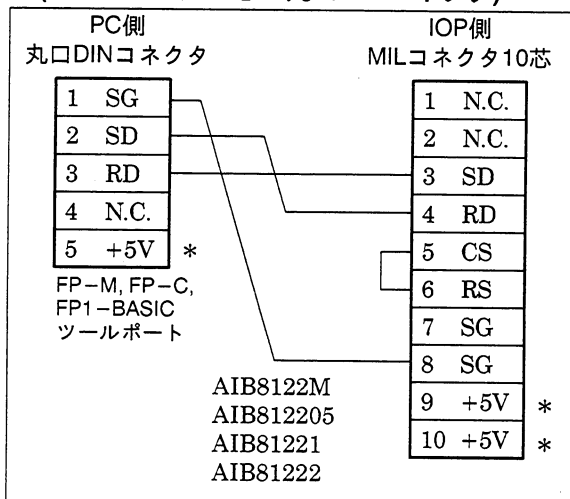 PC側
丸口DINコネクタ
1 SG
2 SD
3 RD
4 N.C.
5 +5V *
FP-M, FP-C,
FP1-BASIC
ツールポート
IOP側
MILコネクタ10芯
1 N.C.
2 N.C.
3 SD
4 RD
5 CS
6 RS
7 SG
8 SG
9 +5V *
10 +5V *
AIB8122M
AIB812205
AIB81221
AIB81222